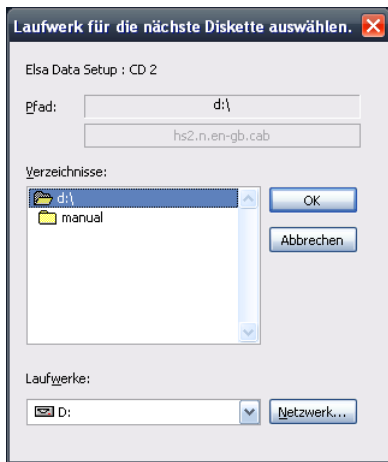 Laufwerk für die nächste Diskette auswählen.
Elsa Data Setup : CD 2
Pfad: d:\
hs2.n.en-gb.cab
Verzeichnisse:
d:\
OK
manual
Abbrechen
Laufwerke:
D:
Netzwerk...